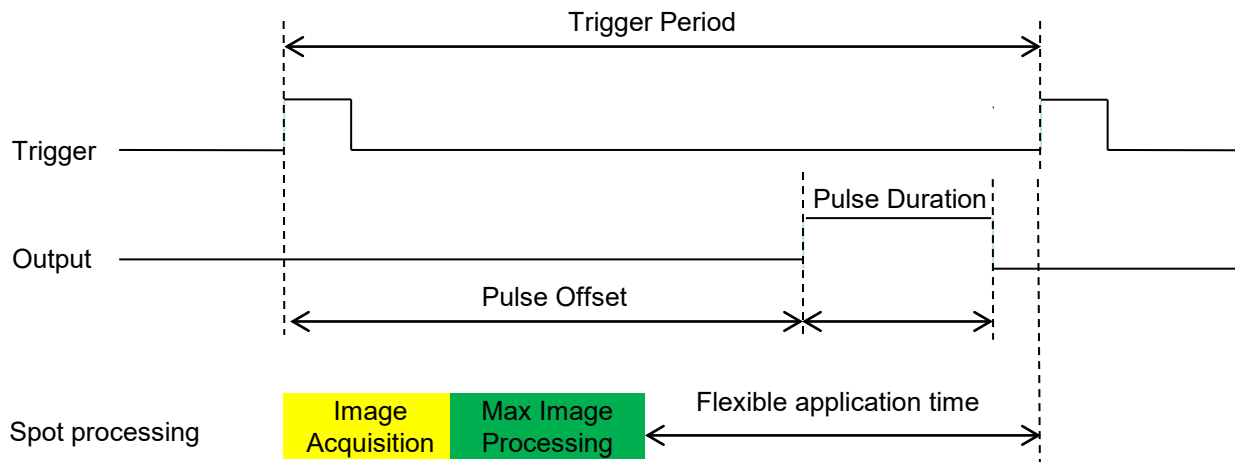 Trigger Period
Trigger
Pulse Duration
Output
Pulse Offset
Image
Acquisition
Max Image
Processing
Flexible application time
Spot processing